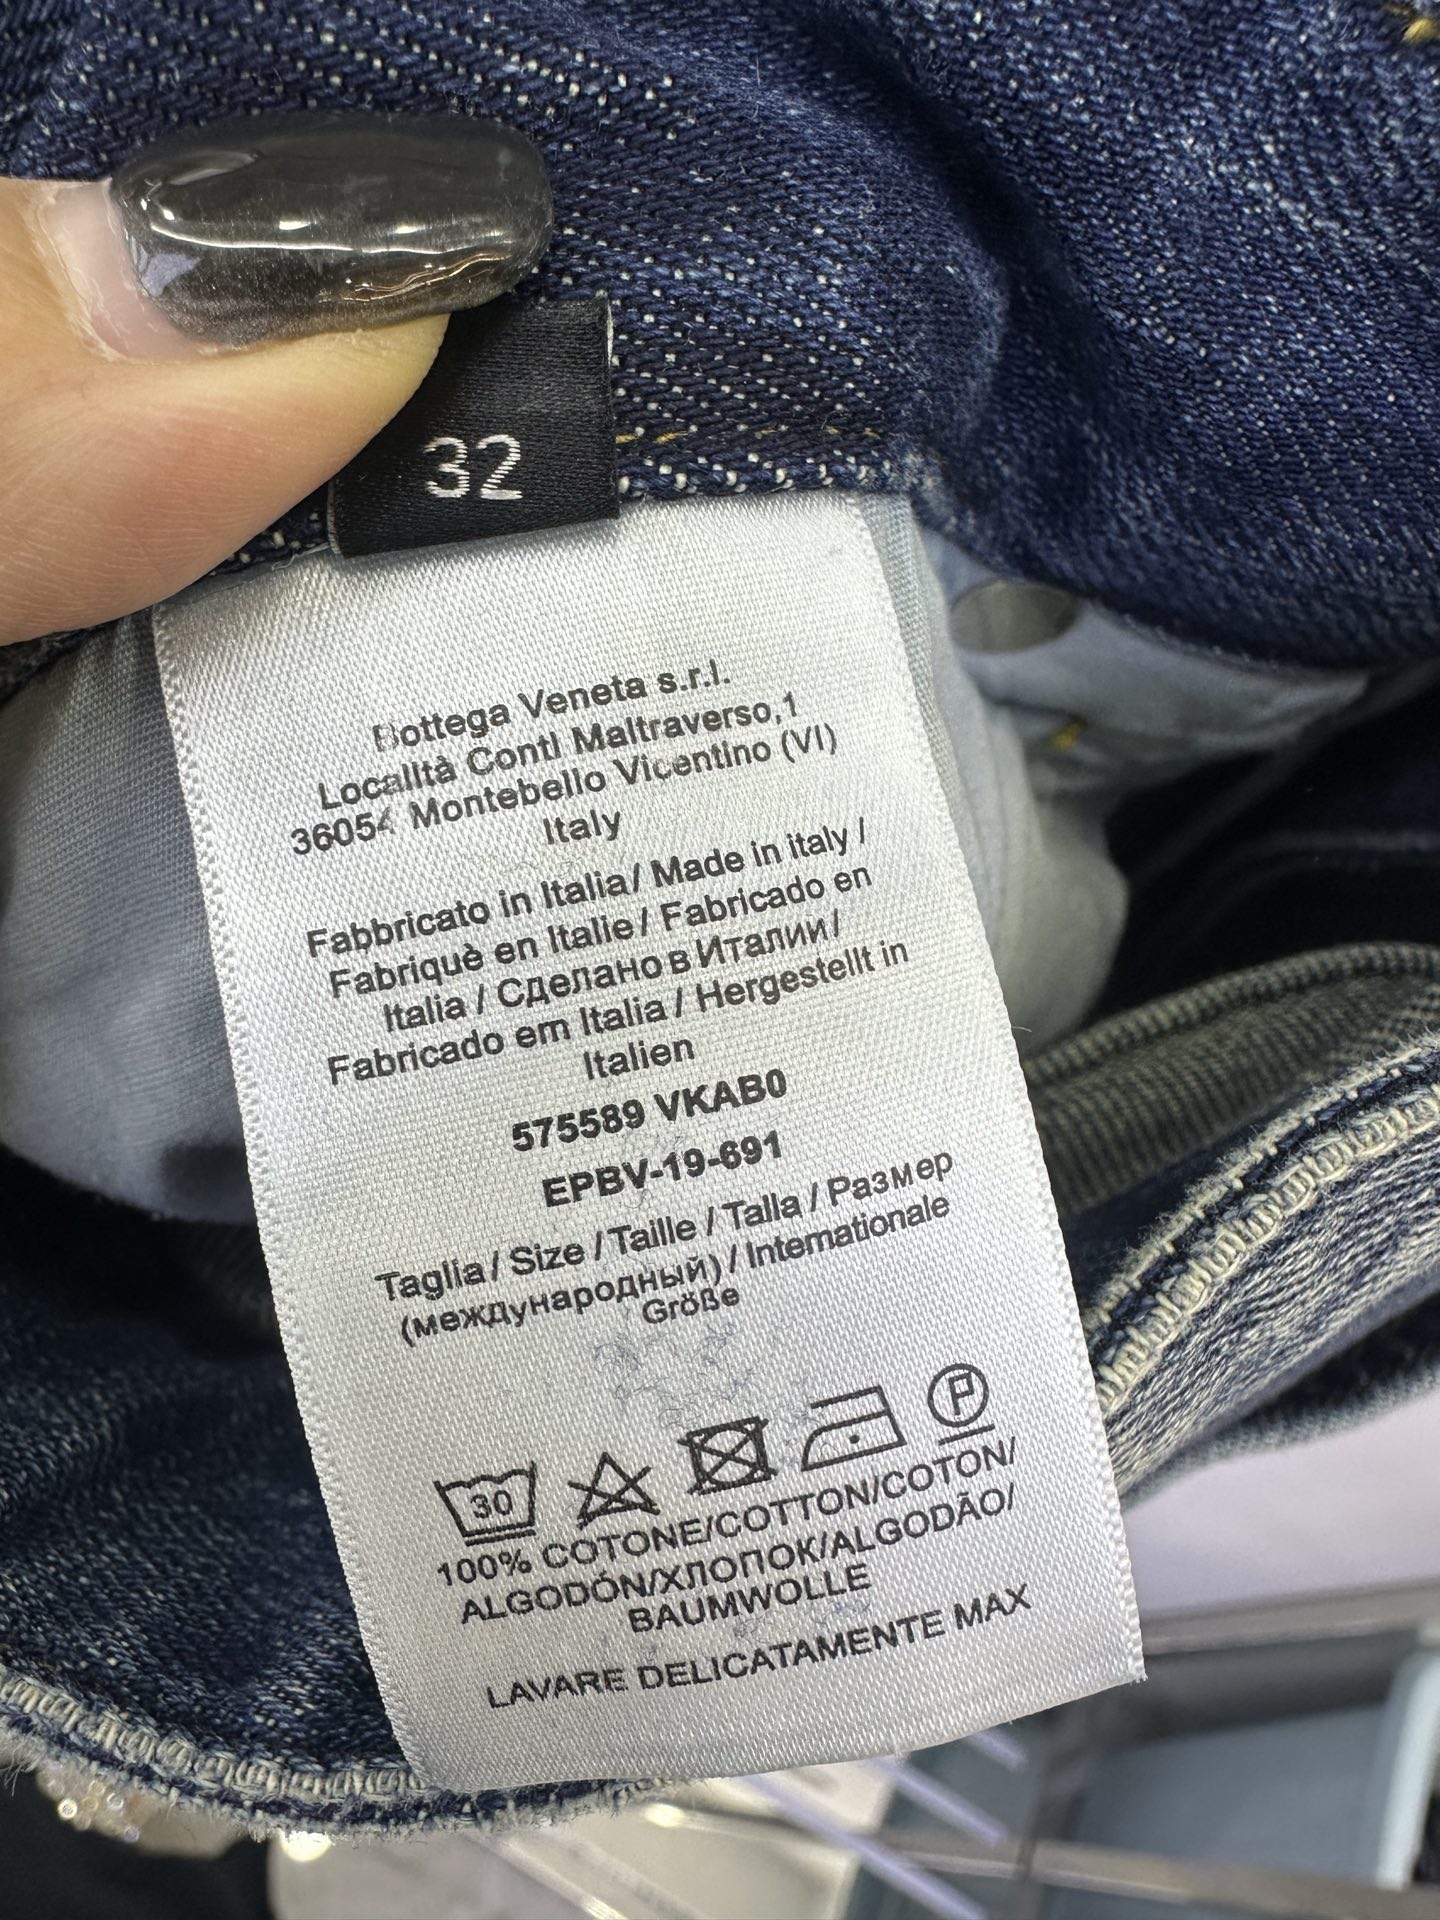 32
Bottega Veneta s.r.l.
Località Conti Maltraverso,1
36054 Montebello Vicentino (VI)
Italy
Fabbricato in Italia / Made in italy /
Fabriquè en Italie / Fabricado en
Italia / Сделано в Италии /
Fabricado em Italia / Hergestellt in
Italien
575589 VKAB0
EPBV-19-691
Taglia / Size / Taille / Talla / Размер
(международный) / Internationale
Größe
30
P
100% COTONE/COTTON/COTON/
ALGODÓN/ХЛОПОК/ALGODÃO/
BAUMWOLLE
LAVARE DELICATAMENTE MAX